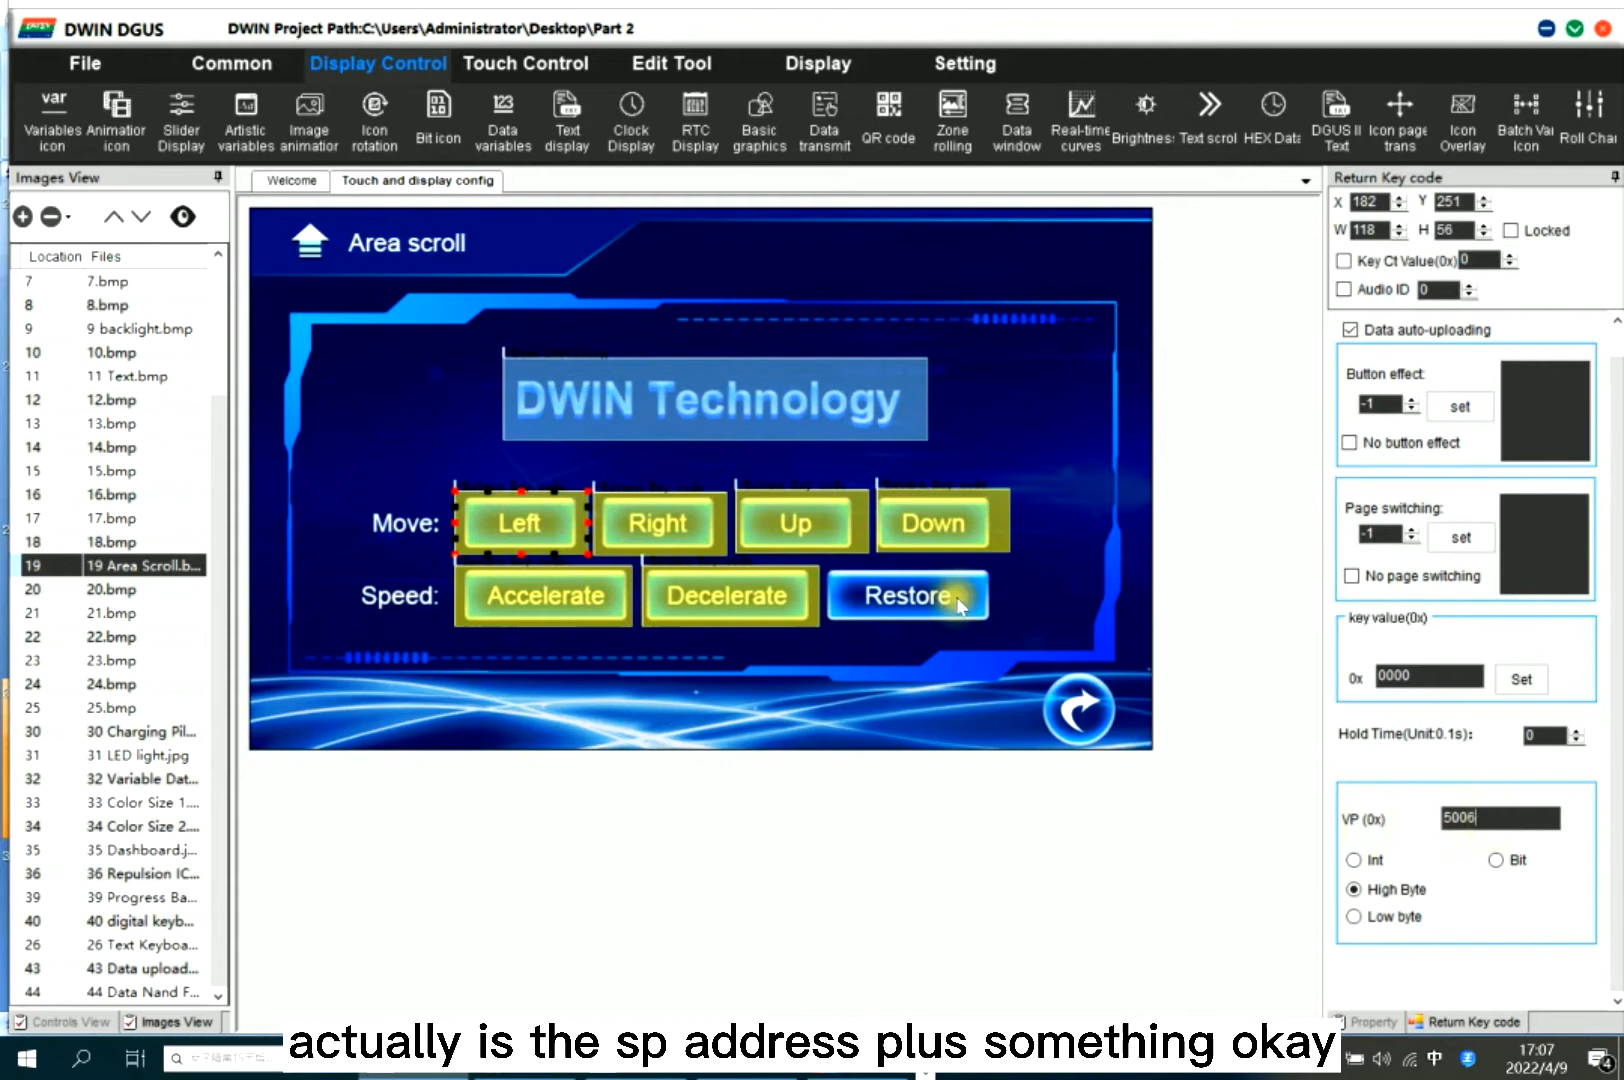 DWIN DGUS
DWIN Project Path:C:\Users\Administrator\Desktop\Part 2
File Common Display Control Touch Control Edit Tool Display Setting
var
Variables icon
Animation icon
Slider Display
Artistic variables
Image animation
Icon rotation
Bit icon
123
Data variables
Text display
Clock Display
RTC Display
Basic graphics
Data transmit
QR code
Zone rolling
Data window
Real-time curves
Brightness
Text scrol
HEX Data
DGUS II Text
Icon page trans
Icon Overlay
Batch Var Icon
Roll Char
Images View
Welcome
Touch and display config
Location Files
7 7.bmp
8 8.bmp
9 9 backlight.bmp
10 10.bmp
11 11 Text.bmp
12 12.bmp
13 13.bmp
14 14.bmp
15 15.bmp
16 16.bmp
17 17.bmp
18 18.bmp
19 19 Area Scroll.b...
20 20.bmp
21 21.bmp
22 22.bmp
23 23.bmp
24 24.bmp
25 25.bmp
30 30 Charging Pil...
31 31 LED light.jpg
32 32 Variable Dat...
33 33 Color Size 1....
34 34 Color Size 2....
35 35 Dashboard.j...
36 36 Repulsion IC...
39 39 Progress Ba...
40 40 digital keyb...
26 26 Text Keyboa...
43 43 Data upload...
44 44 Data Nand F...
Controls View Images View
Area scroll
DWIN Technology
Move: Left Right Up Down
Speed: Accelerate Decelerate Restore
Return Key code
X 182 Y 251
W 118 H 56 Locked
Key Ct Value(0x) 0
Audio ID 0
Data auto-uploading
Button effect:
-1 set
No button effect
Page switching:
-1 set
No page switching
key value(0x)
0x 0000 Set
Hold Time(Unit:0.1s): 0
VP (0x) 5006
Int Bit
High Byte
Low byte
Property Return Key code
actually is the sp address plus something okay
中
17:07
2022/4/9
4